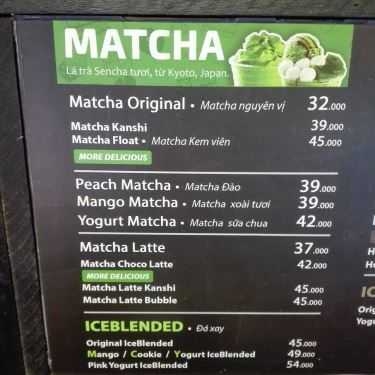 MATCHA
Lá trà Sencha tươi, từ Kyoto, Japan.
Matcha Original • Matcha nguyên vị 32.000
Matcha Kanshi 39.000
Matcha Float • Matcha Kem viên 45.000
MORE DELICIOUS
Peach Matcha • Matcha Đào 39.000
Mango Matcha • Matcha xoài tươi 39.000
Yogurt Matcha • Matcha sữa chua 42.000
Matcha Latte 37.000
Matcha Choco Latte 42.000
MORE DELICIOUS
Matcha Latte Kanshi 45.000
Matcha Latte Bubble 45.000
ICEBLENDED • Đá xay
Original IceBlended 45.000
Mango / Cookie / Yogurt IceBlended 49.000
Pink Yogurt IceBlended 54.000